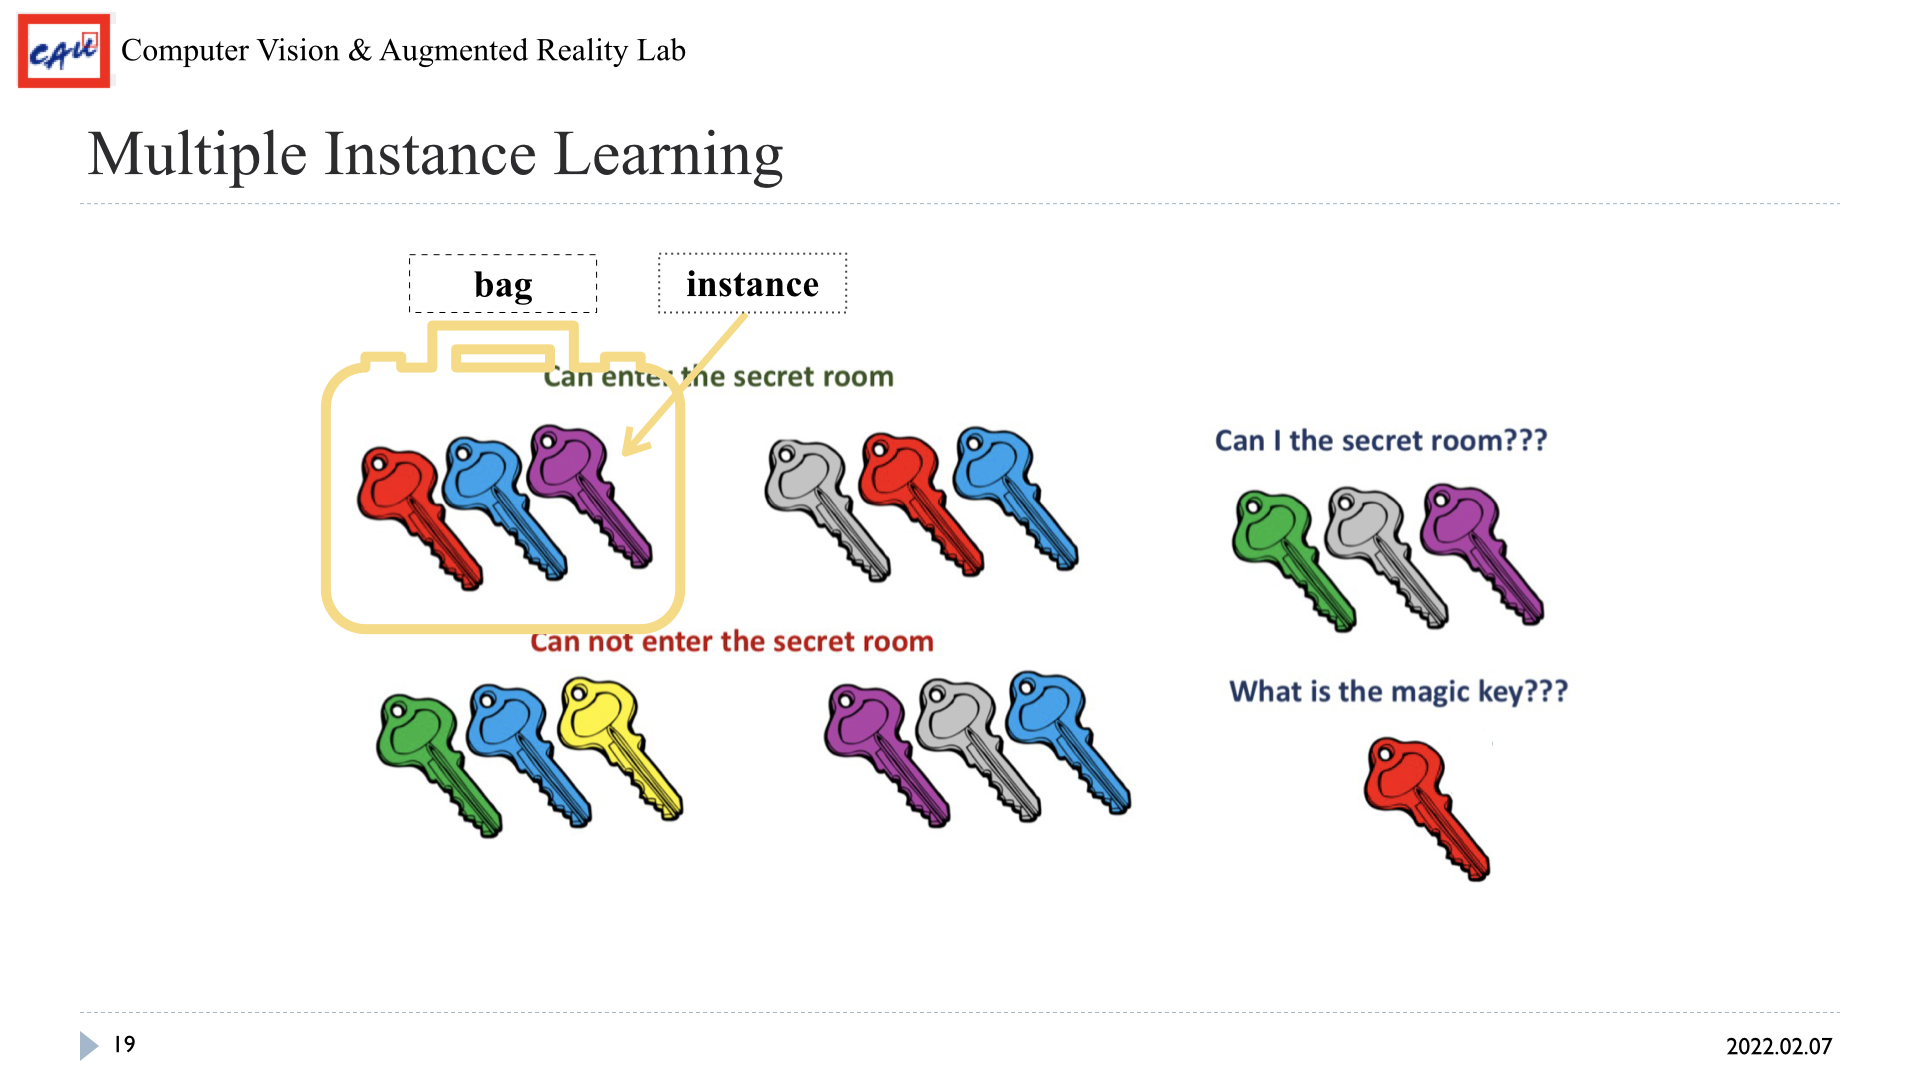 CAU
Computer Vision & Augmented Reality Lab
Multiple Instance Learning
bag
instance
Can enter the secret room
Can I the secret room???
Can not enter the secret room
What is the magic key???
19
2022.02.07